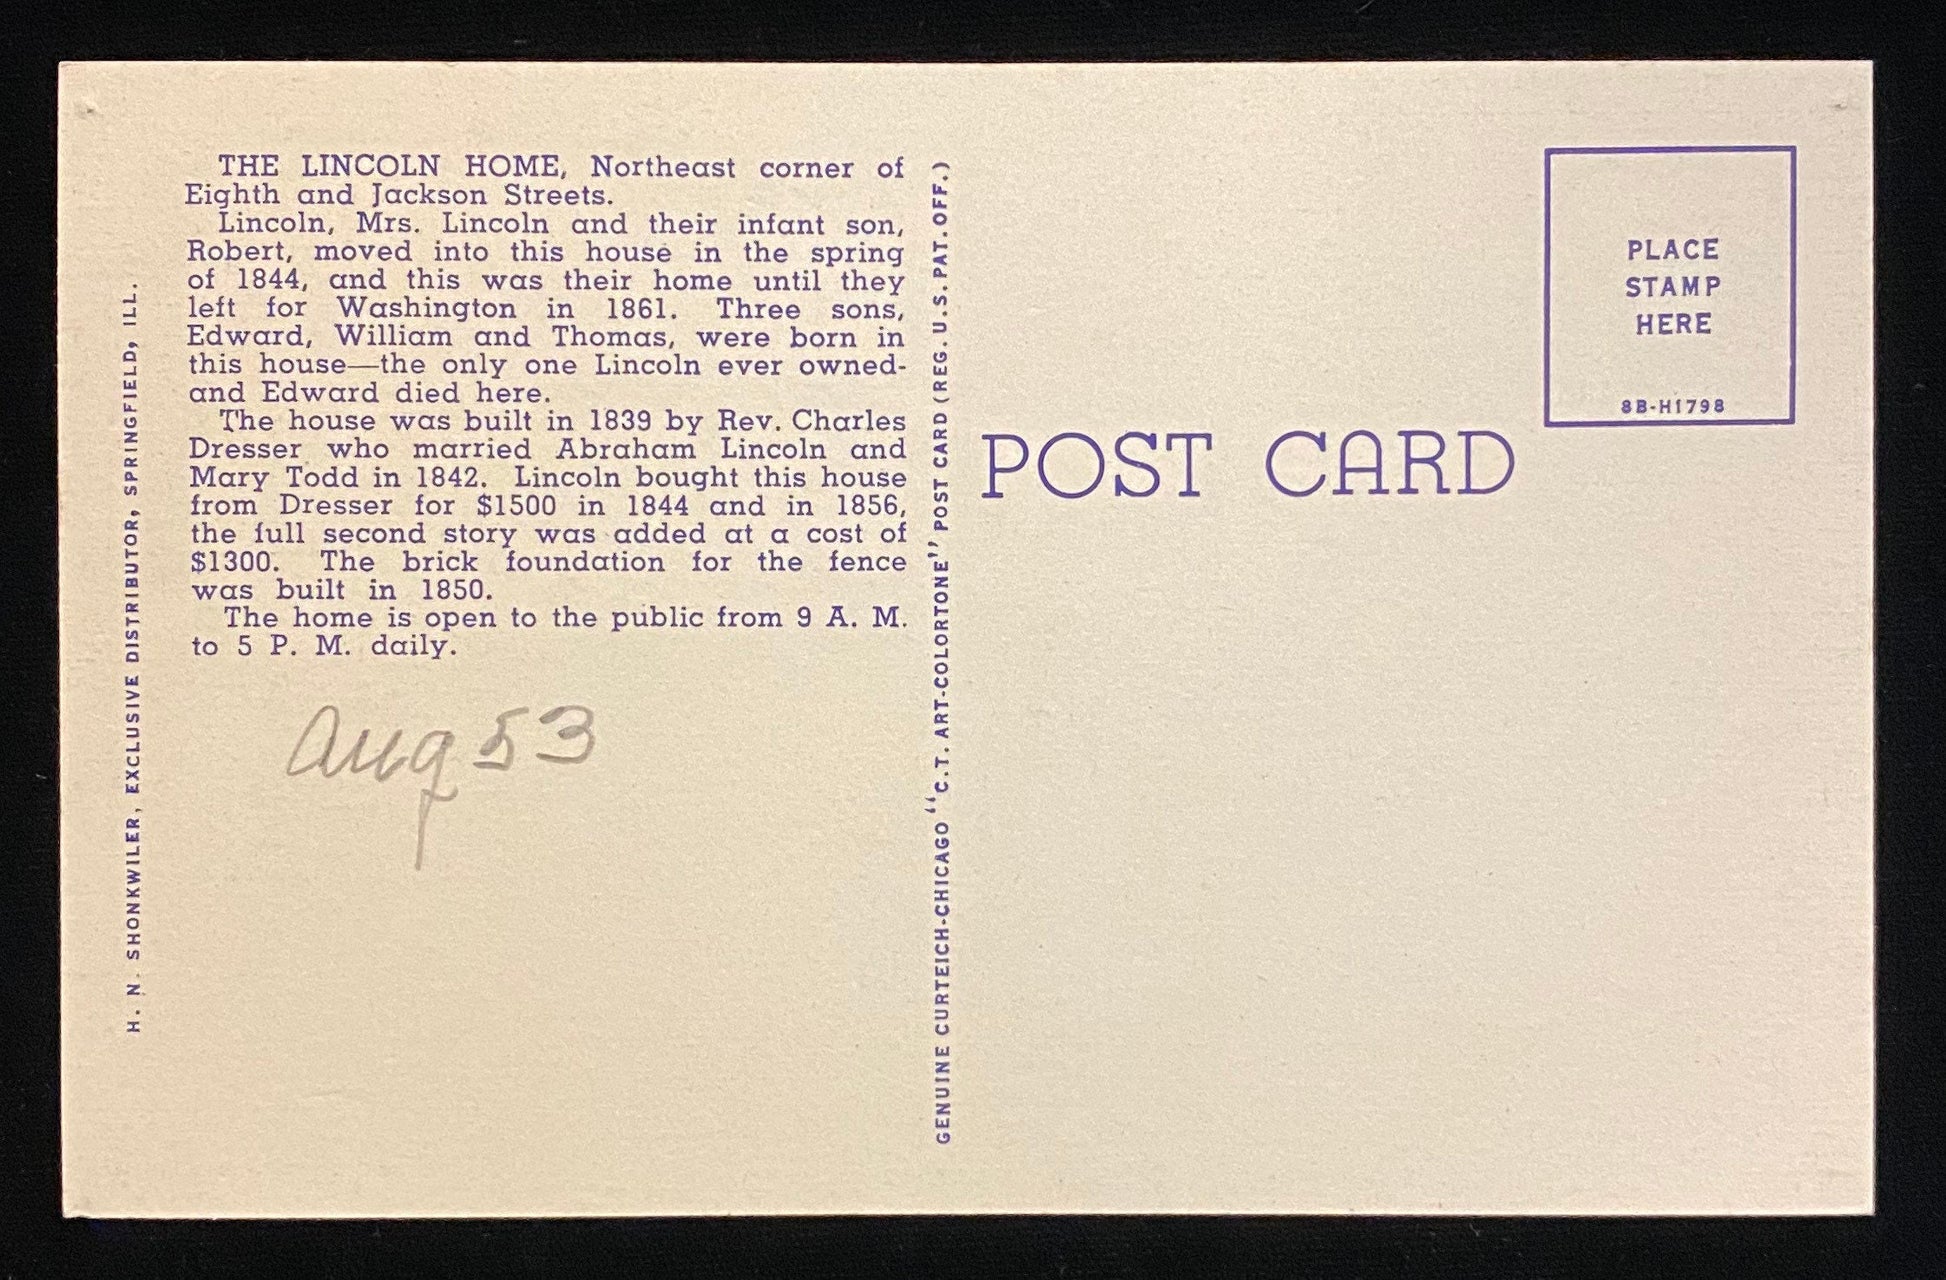 THE LINCOLN HOME, Northeast corner of
Eighth and Jackson Streets.
Lincoln, Mrs. Lincoln and their infant son,
Robert, moved into this house in the spring
of 1844, and this was their home until they
left for Washington in 1861. Three sons,
Edward, William and Thomas, were born in
this house—the only one Lincoln ever owned-
and Edward died here.
The house was built in 1839 by Rev. Charles
Dresser who married Abraham Lincoln and
Mary Todd in 1842. Lincoln bought this house
from Dresser for $1500 in 1844 and in 1856,
the full second story was added at a cost of
$1300. The brick foundation for the fence
was built in 1850.
The home is open to the public from 9 A. M.
to 5 P. M. daily.
Aug 53
H. N. SHONKWILER, EXCLUSIVE DISTRIBUTOR, SPRINGFIELD, ILL.
GENUINE CURTEICH-CHICAGO "C.T. ART-COLORTONE" POST CARD (REG. U.S. PAT. OFF.)
POST CARD
PLACE
STAMP
HERE
8B-H1798